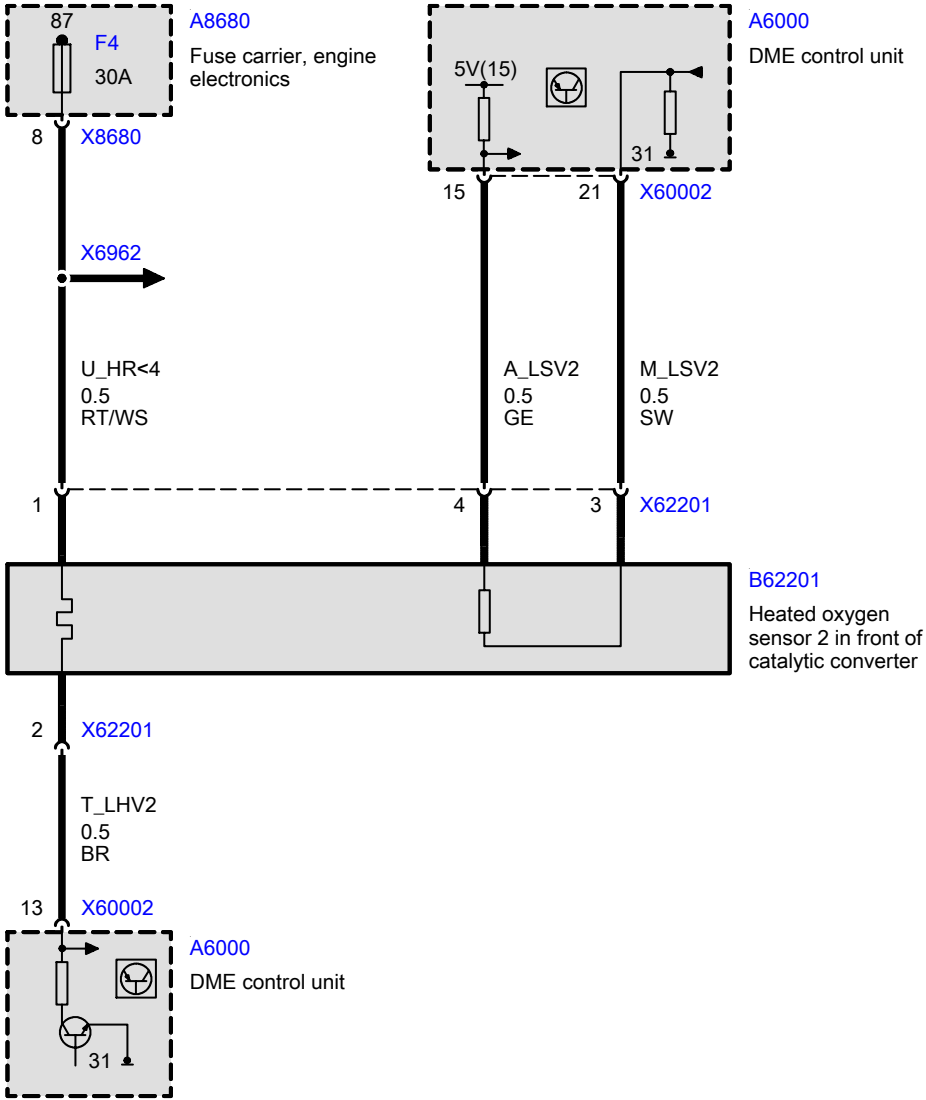 87
F4
30A
A8680
Fuse carrier, engine
electronics
8
X8680
5V(15)
31
A6000
DME control unit
15
21
X60002
X6962
U_HR<4
0.5
RT/WS
A_LSV2
0.5
GE
M_LSV2
0.5
SW
1
4
3
X62201
B62201
Heated oxygen
sensor 2 in front of
catalytic converter
2
X62201
T_LHV2
0.5
BR
13
X60002
A6000
DME control unit
31